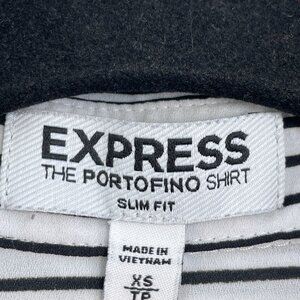 EXPRESS
THE PORTOFINO SHIRT
SLIM FIT
MADE IN
VIETNAM
XS
TP